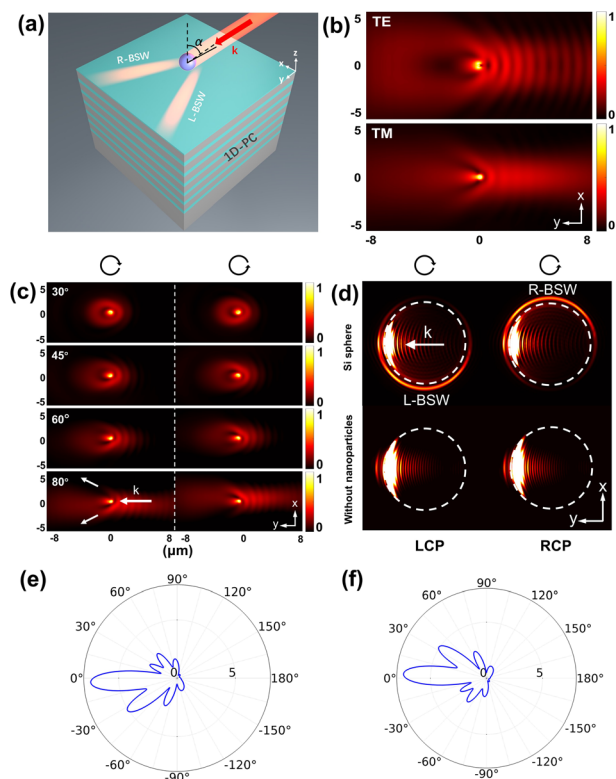 (a)
α
k
R-BSW
L-BSW
1D-PC
z
x
y
(b)
TE
5
0
-5
1
0
TM
5
0
-5
1
0
x
y
-8
0
8
(c)
5
0
-5
30°
1
0
5
0
-5
45°
1
0
5
0
-5
60°
1
0
5
0
-5
80°
k
1
0
x
y
-8
0
8
-8
0
8
(μm)
(d)
R-BSW
Si sphere
k
L-BSW
Without nanoparticles
x
y
LCP
RCP
(e)
90°
60°
120°
30°
150°
0°
0
5
180°
-30°
-150°
-60°
-120°
-90°
(f)
90°
60°
120°
30°
150°
0°
0
5
180°
-30°
-150°
-60°
-120°
-90°